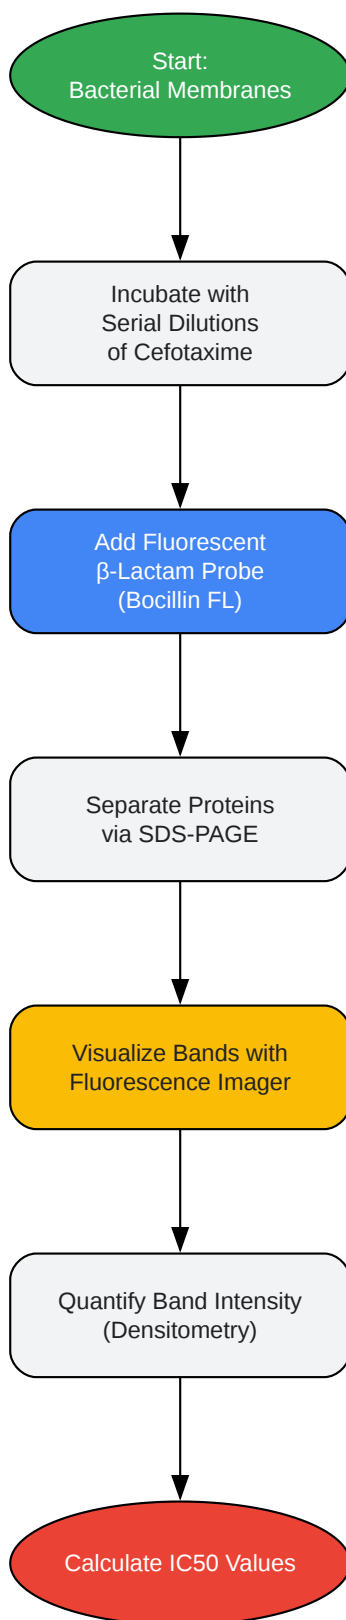 Start:
Bacterial Membranes
Incubate with
Serial Dilutions
of Cefotaxime
Add Fluorescent
β-Lactam Probe
(Bocillin FL)
Separate Proteins
via SDS-PAGE
Visualize Bands with
Fluorescence Imager
Quantify Band Intensity
(Densitometry)
Calculate IC50 Values